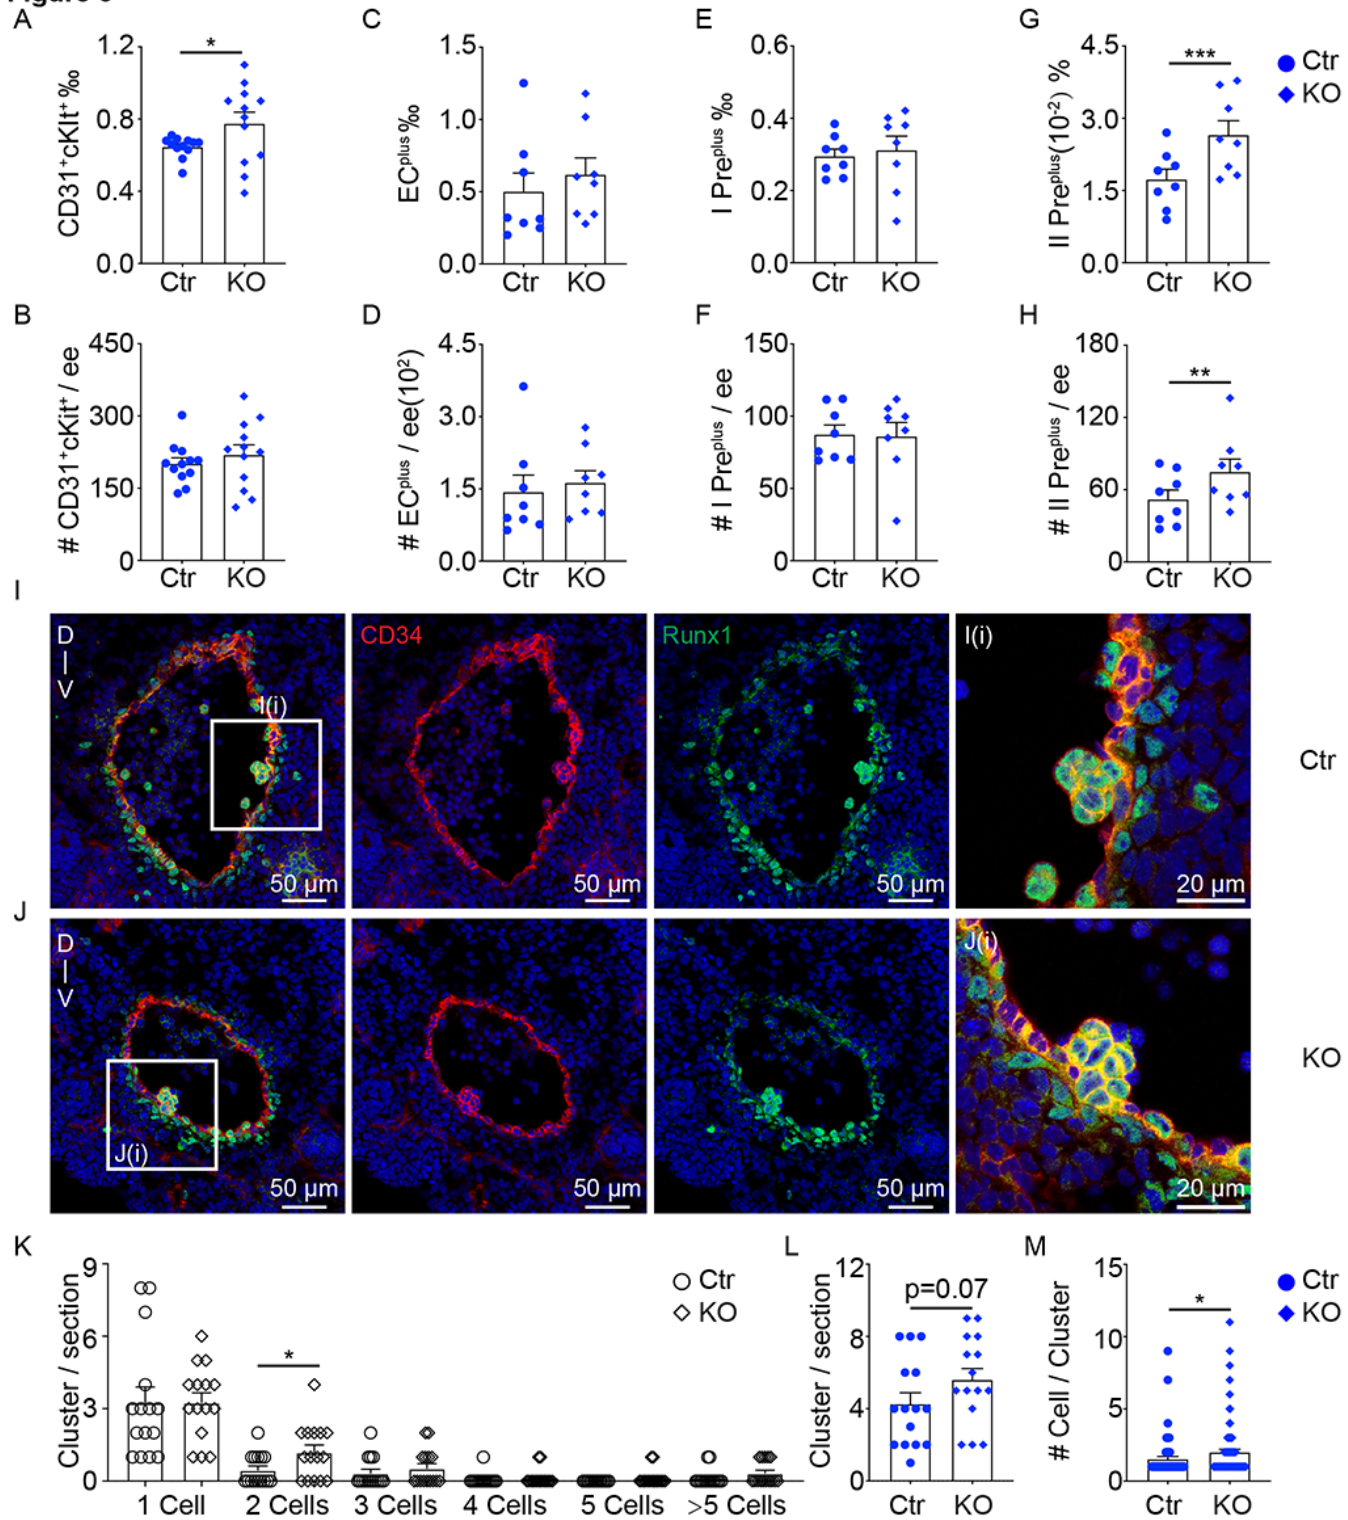 A
CD31⁺cKIt⁺‰
1.2
0.8
0.4
0.0
*
Ctr KO
C
ECᵖˡᵘˢ‰
1.5
1.0
0.5
0.0
Ctr KO
E
I Preᵖˡᵘˢ ‰
0.6
0.4
0.2
0.0
Ctr KO
G
II Preᵖˡᵘˢ(10⁻²) %
4.5
3.0
1.5
0.0
***
Ctr KO
Ctr
KO
B
# CD31⁺cKit⁺ / ee
450
300
150
0
Ctr KO
D
# ECᵖˡᵘˢ / ee(10²)
4.5
3.0
1.5
0.0
Ctr KO
F
# I Preᵖˡᵘˢ / ee
150
100
50
0
Ctr KO
H
# II Preᵖˡᵘˢ / ee
180
120
60
0
**
Ctr KO
I
D
V
I(i)
50 µm
CD34
50 µm
Runx1
50 µm
I(i)
20 µm
Ctr
J
D
V
J(i)
50 µm
50 µm
50 µm
J(i)
20 µm
KO
K
Cluster / section
9
6
3
0
*
Ctr
KO
1 Cell 2 Cells 3 Cells 4 Cells 5 Cells >5 Cells
L
Cluster / section
12
8
4
0
p=0.07
Ctr KO
M
# Cell / Cluster
15
10
5
0
*
Ctr KO
Ctr
KO